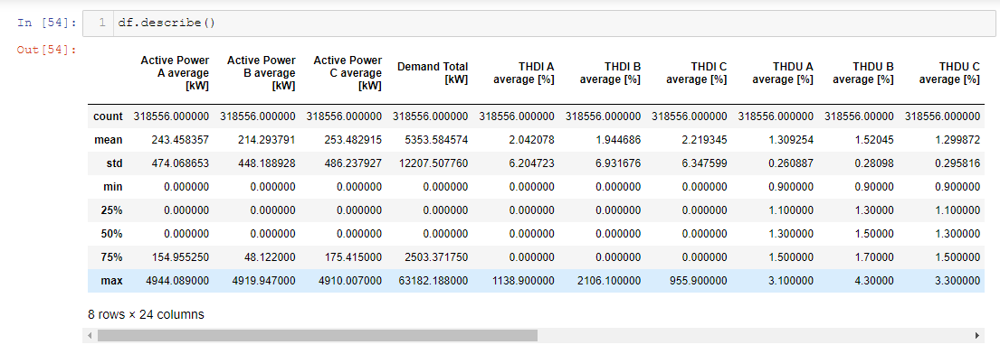 In [54]: 1 df.describe()
Out[54]:
Active Power A average [kW] Active Power B average [kW] Active Power C average [kW] Demand Total [kW] THDI A average [%] THDI B average [%] THDI C average [%] THDU A average [%] THDU B average [%] THDU C average [%]
count 318556.000000 318556.000000 318556.000000 318556.000000 318556.000000 318556.000000 318556.000000 318556.000000 318556.00000 318556.000000
mean 243.458357 214.293791 253.482915 5353.584574 2.042078 1.944686 2.219345 1.309254 1.52045 1.299872
std 474.068653 448.188928 486.237927 12207.507760 6.204723 6.931676 6.347599 0.260887 0.28098 0.295816
min 0.000000 0.000000 0.000000 0.000000 0.000000 0.000000 0.000000 0.900000 0.90000 0.900000
25% 0.000000 0.000000 0.000000 0.000000 0.000000 0.000000 0.000000 1.100000 1.30000 1.100000
50% 0.000000 0.000000 0.000000 0.000000 0.000000 0.000000 0.000000 1.300000 1.50000 1.300000
75% 154.955250 48.122000 175.415000 2503.371750 0.000000 0.000000 0.000000 1.500000 1.70000 1.500000
max 4944.089000 4919.947000 4910.007000 63182.188000 1138.900000 2106.100000 955.900000 3.100000 4.30000 3.300000
8 rows × 24 columns